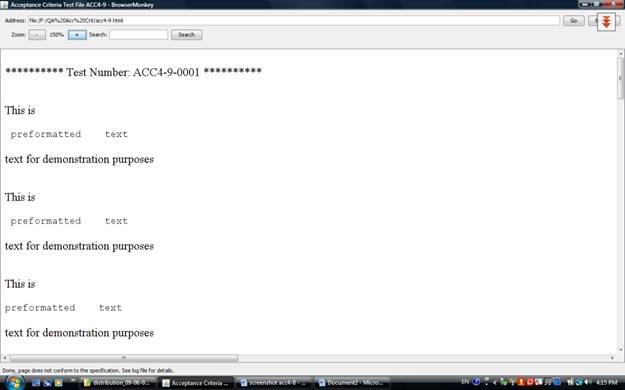 Acceptance Criteria Test File ACC4-9 - BrowserMonkey
Address: file:/F:/QA%20Acc%20Crit/acc4-9.html Go
Zoom: - 150% + Search: Search
********** Test Number: ACC4-9-0001 **********
This is
preformatted    text
text for demonstration purposes
This is
preformatted    text
text for demonstration purposes
This is
preformatted    text
text for demonstration purposes
Done, page does not conform to the specification. See log file for details.
distribution_09-06-0... Acceptance Criteria ... screenshot acc4-8 - ... Document2 - Micro... EN 4:15 PM